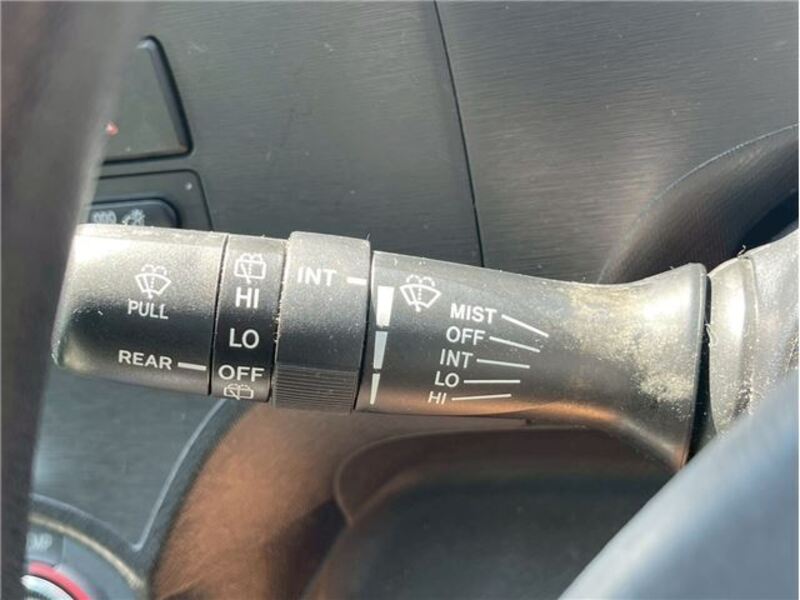 PULL
REAR
HI
LO
OFF
INT
MIST
OFF
INT
LO
HI